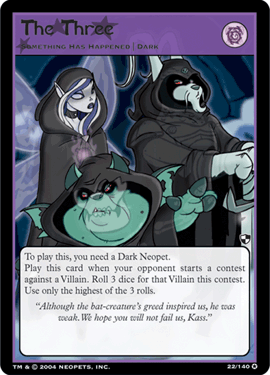 The Three
Something Has Happened | Dark
To play this, you need a Dark Neopet.
Play this card when your opponent starts a contest
against a Villain. Roll 3 dice for that Villain this contest.
Use only the highest of the 3 rolls.
“Although the bat-creature's greed inspired us, he was
weak. We hope you will not fail us, Kass.”
TM & © 2004 NEOPETS, INC. 22/140